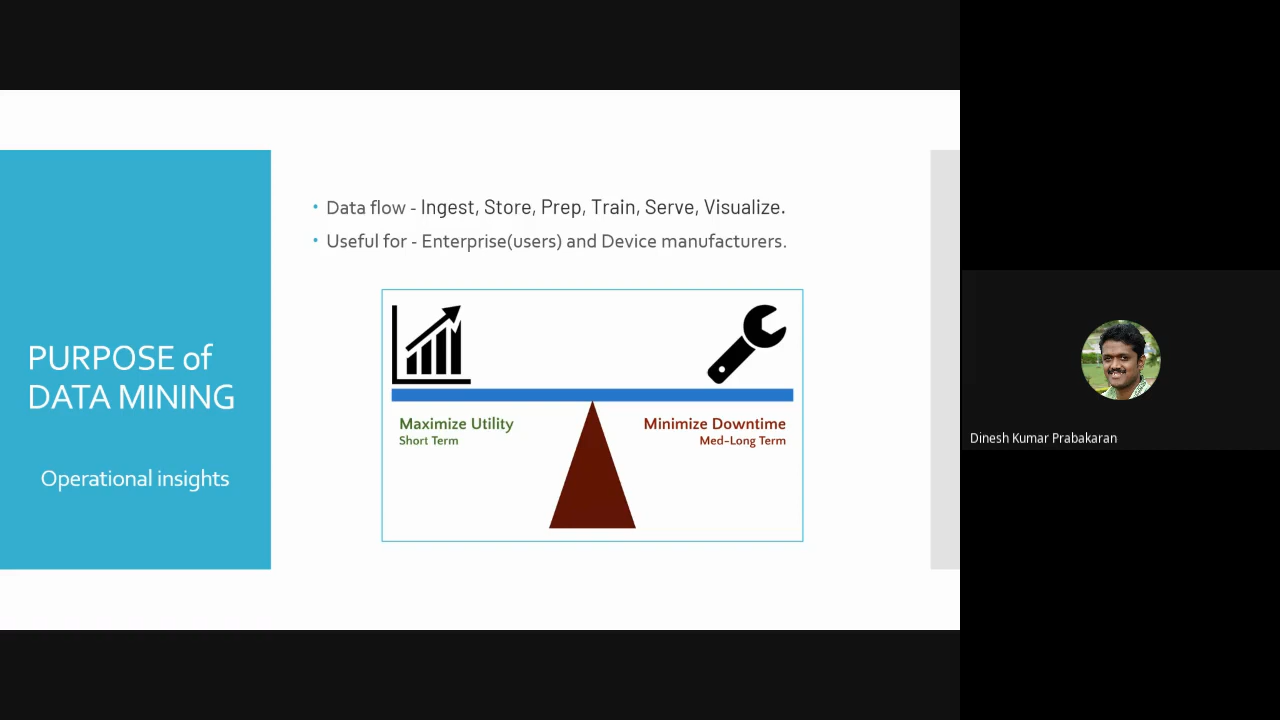 • Data flow - Ingest, Store, Prep, Train, Serve, Visualize.
• Useful for - Enterprise(users) and Device manufacturers.
PURPOSE of
DATA MINING
Operational insights
Maximize Utility
Short Term
Minimize Downtime
Med-Long Term
Dinesh Kumar Prabakaran